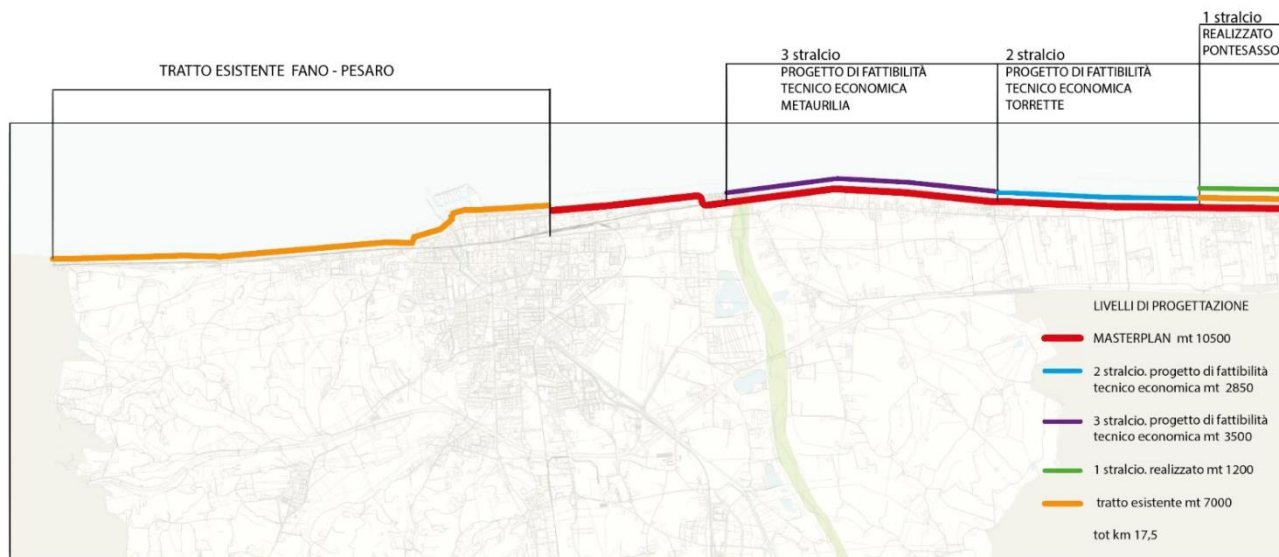 TRATTO ESISTENTE FANO - PESARO
3 stralcio
PROGETTO DI FATTIBILITÀ
TECNICO ECONOMICA
METAURILIA
2 stralcio
PROGETTO DI FATTIBILITÀ
TECNICO ECONOMICA
TORRETTE
1 stralcio
REALIZZATO
PONTESASSO
LIVELLI DI PROGETTAZIONE
MASTERPLAN mt 10500
2 stralcio. progetto di fattibilità
tecnico economica mt 2850
3 stralcio. progetto di fattibilità
tecnico economica mt 3500
1 stralcio. realizzato mt 1200
tratto esistente mt 7000
tot km 17,5